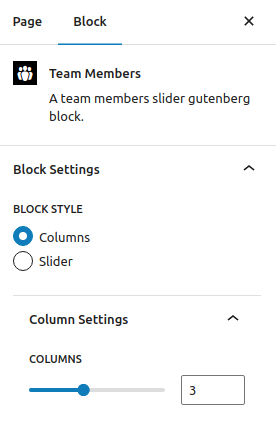 Page Block
Team Members
A team members slider gutenberg
block.
Block Settings
BLOCK STYLE
Columns
Slider
Column Settings
COLUMNS
3